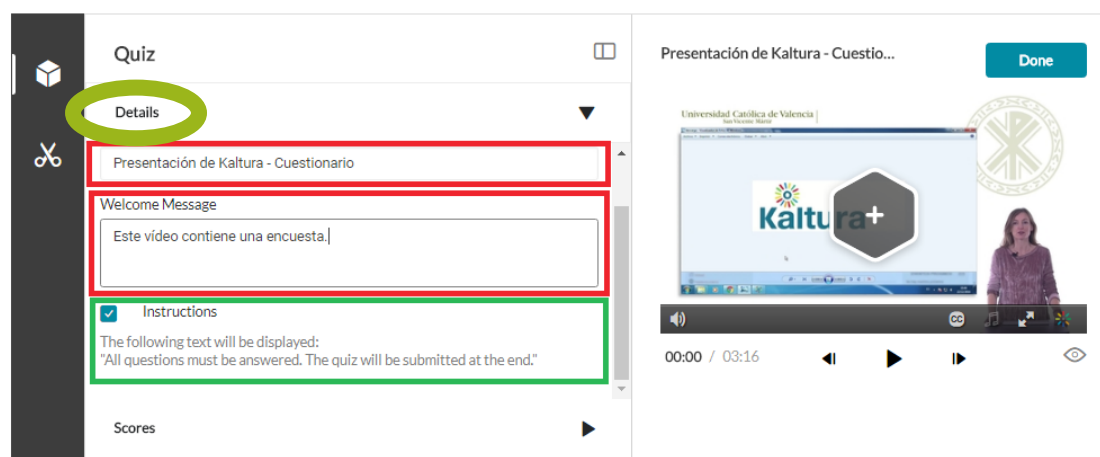 Quiz
Details
Presentación de Kaltura - Cuestionario
Welcome Message
Este vídeo contiene una encuesta.
Instructions
The following text will be displayed:
"All questions must be answered. The quiz will be submitted at the end."
Scores
Presentación de Kaltura - Cuestio...
Done
Universidad Católica de Valencia
San Vicente Mártir
Kaltura
+
CC
00:00 / 03:16